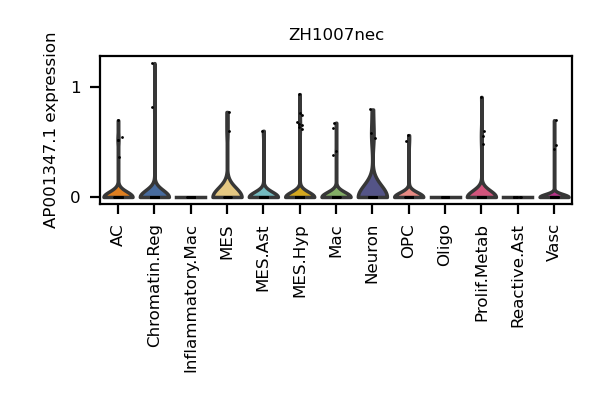 ZH1007nec
AP001347.1 expression
1
0
AC
Chromatin.Reg
Inflammatory.Mac
MES
MES.Ast
MES.Hyp
Mac
Neuron
OPC
Oligo
Prolif.Metab
Reactive.Ast
Vasc